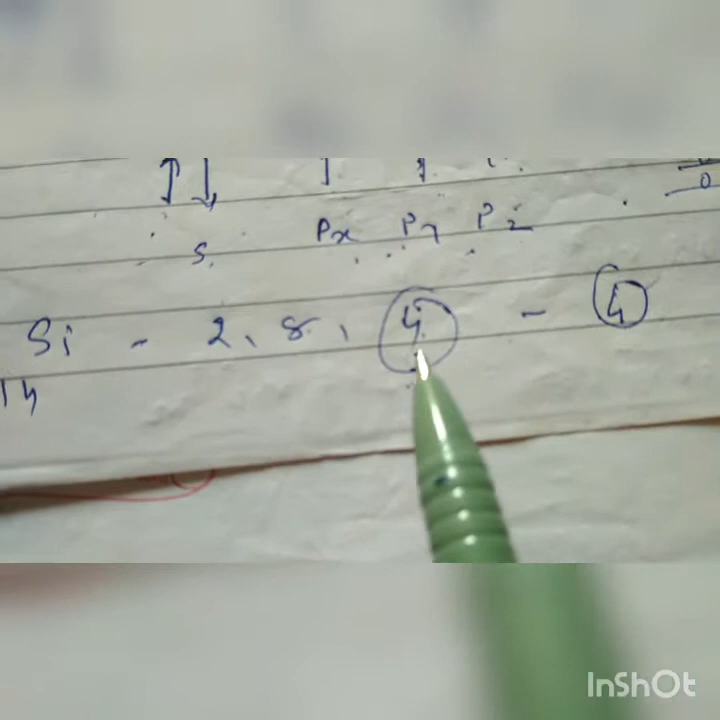 ↑ ↓
s Px Py Pz
Si - 2, 8, 4 - 4
14
InShOt